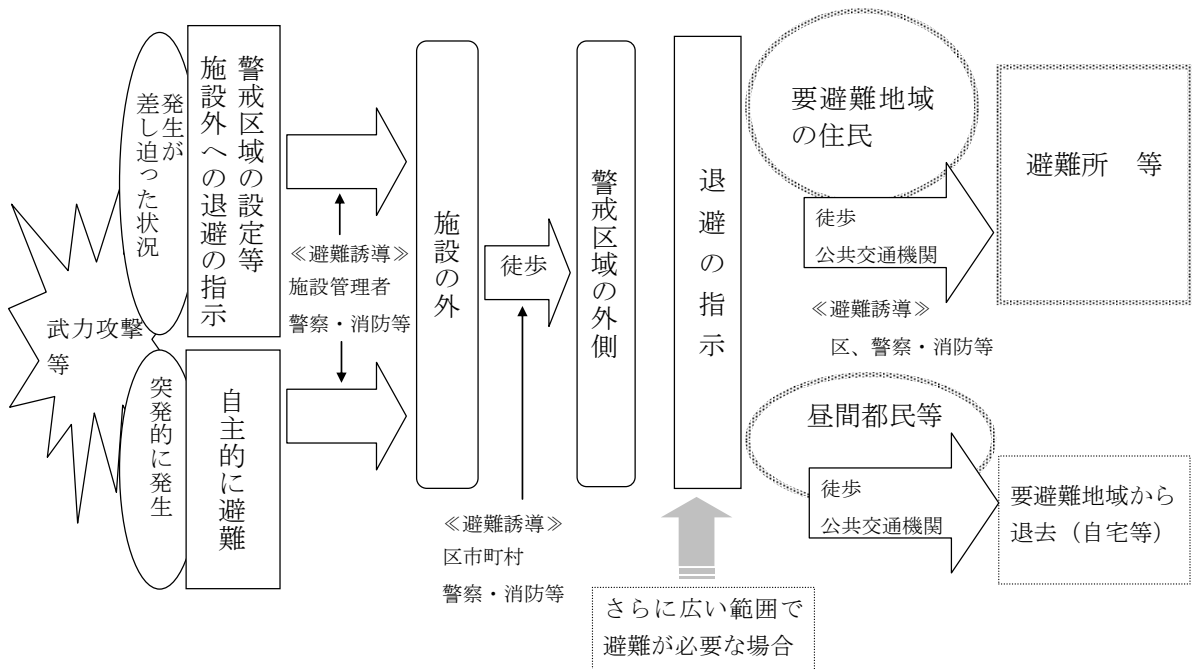 武力攻撃
等
発生が
差し迫った状況
警戒区域の設定等
施設外への退避の指示
突発的に発生
自主的に避難
≪避難誘導≫
施設管理者
警察・消防等
施設の外
徒歩
≪避難誘導≫
区市町村
警察・消防等
警戒区域の外側
退避の指示
さらに広い範囲で
避難が必要な場合
要避難地域
の住民
徒歩
公共交通機関
≪避難誘導≫
区、警察・消防等
避難所　等
昼間都民等
徒歩
公共交通機関
要避難地域から
退去（自宅等）